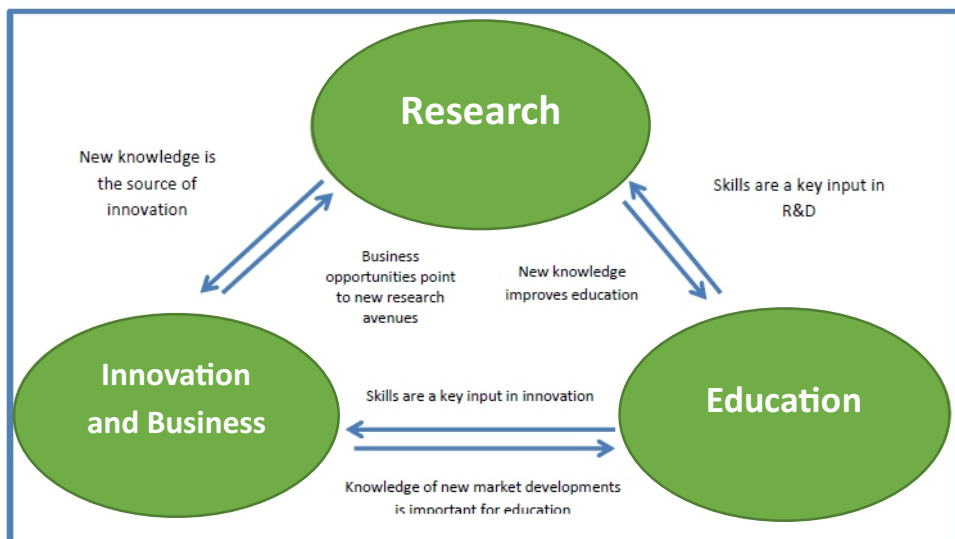 Research
New knowledge is
the source of
innovation
Skills are a key input in
R&D
Business
opportunities point
to new research
avenues
New knowledge
improves education
Innovation
and Business
Skills are a key input in innovation
Education
Knowledge of new market developments
is important for education